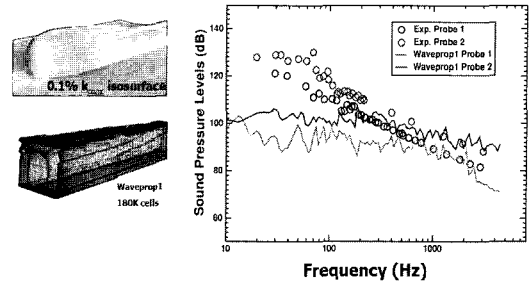 0.1% k isosurface
Waveprop1
180K cells
Sound Pressure Levels (dB)
140
120
100
80
60
10
100
1000
Frequency (Hz)
Exp. Probe 1
Exp. Probe 2
Waveprop1 Probe 1
Waveprop1 Probe 2